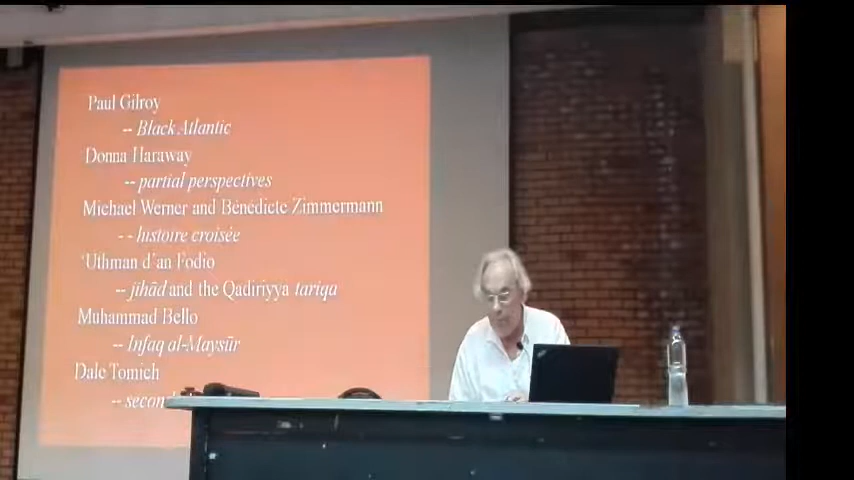 Paul Gilroy
-- Black Atlantic
Donna Haraway
-- partial perspectives
Michael Werner and Bénédicte Zimmermann
-- histoire croisée
'Uthman d'an Fodio
-- jihād and the Qadiriyya tariqa
Muhammad Bello
-- Infaq al-Maysūr
Dale Tomich
-- secon